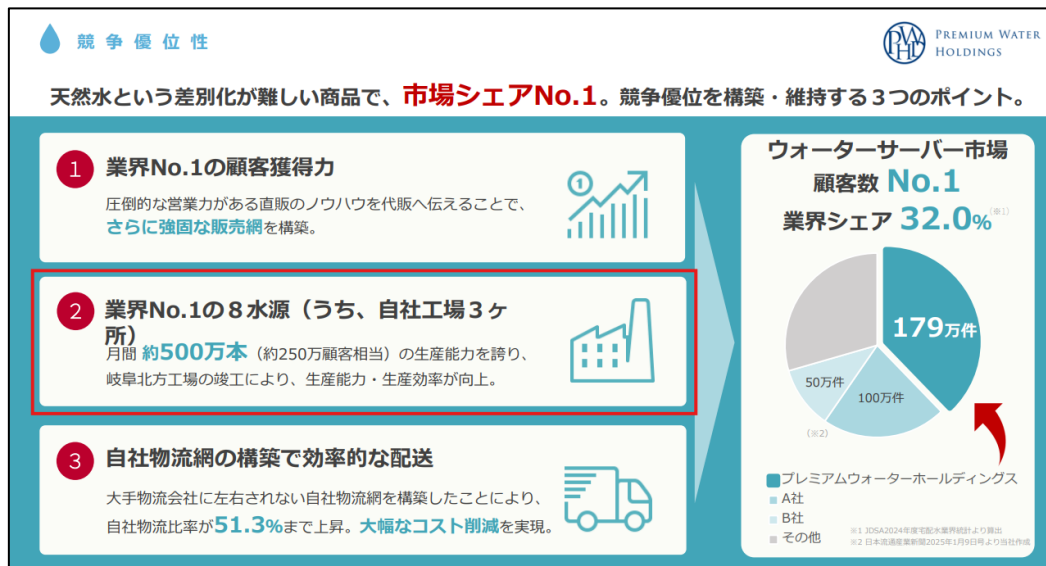 競争優位性
PREMIUM WATER
HOLDINGS
天然水という差別化が難しい商品で、市場シェアNo.1。競争優位を構築・維持する３つのポイント。
1
業界No.1の顧客獲得力
圧倒的な営業力がある直販のノウハウを代販へ伝えることで、
さらに強固な販売網を構築。
1
2
業界No.1の８水源（うち、自社工場３ヶ
所）
月間 約500万本（約250万顧客相当）の生産能力を誇り、
岐阜北方工場の竣工により、生産能力・生産効率が向上。
3
自社物流網の構築で効率的な配送
大手物流会社に左右されない自社物流網を構築したことにより、
自社物流比率が51.3%まで上昇。大幅なコスト削減を実現。
ウォーターサーバー市場
顧客数 No.1
業界シェア 32.0%（※1）
179万件
50万件
100万件
（※2）
プレミアムウォーターホールディングス
A社
B社
その他
※1 JDSA2024年度宅配水業界統計より算出
※2 日本流通産業新聞2025年1月9日号より当社作成